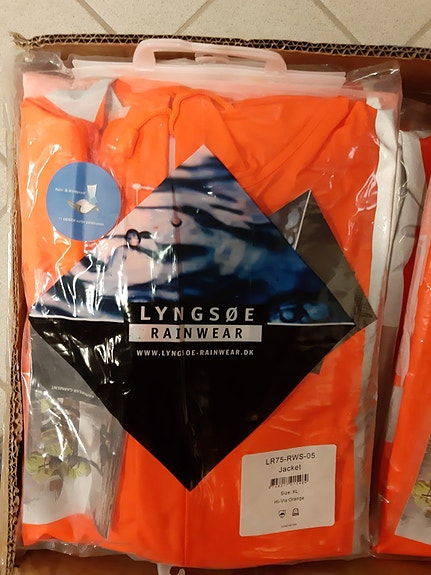 LYNGSØE
RAINWEAR
WWW.LYNGSOE-RAINWEAR.DK
LR75-RWS-05
Jacket
Size: XL
Hi-Vis Orange